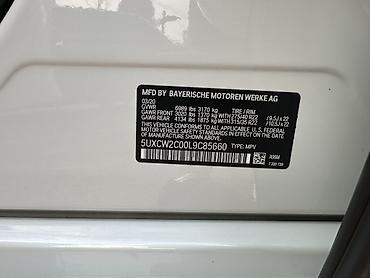 MFD BY BAYERISCHE MOTOREN WERKE AG
03/20 TIRE / RIM
GVWR 6989 lbs 3170 kg
GAWR FRONT 3020 lbs 1370 kg WITH 275/40 R22 / 9.5J x 22
GAWR REAR 4134 lbs 1875 kg WITH 315/35 R22 / 10.5J x 22
THIS VEHICLE CONFORMS TO ALL APPLICABLE U.S. FEDERAL MOTOR VEHICLE SAFETY STANDARDS IN EFFECT ON THE DATE OF MANUFACTURE SHOWN ABOVE.
5UXCW2C00L9C85660 TYPE: MPV